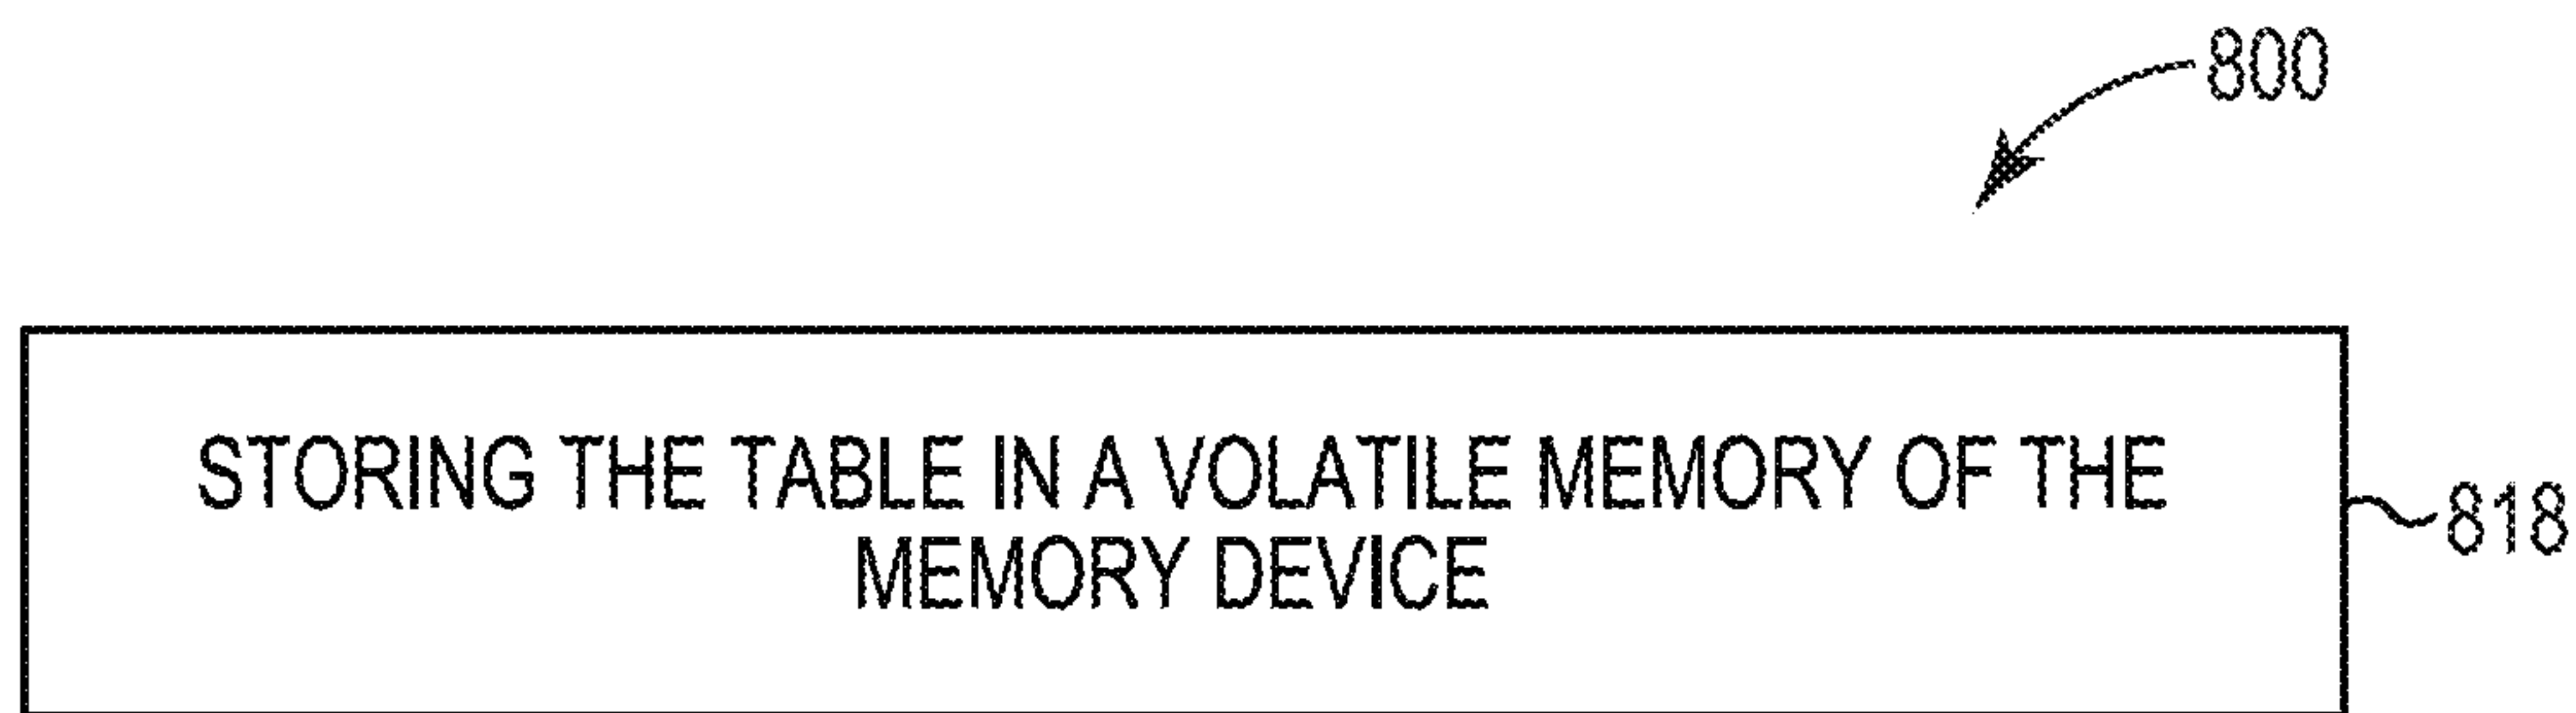 800
STORING THE TABLE IN A VOLATILE MEMORY OF THE
MEMORY DEVICE
818